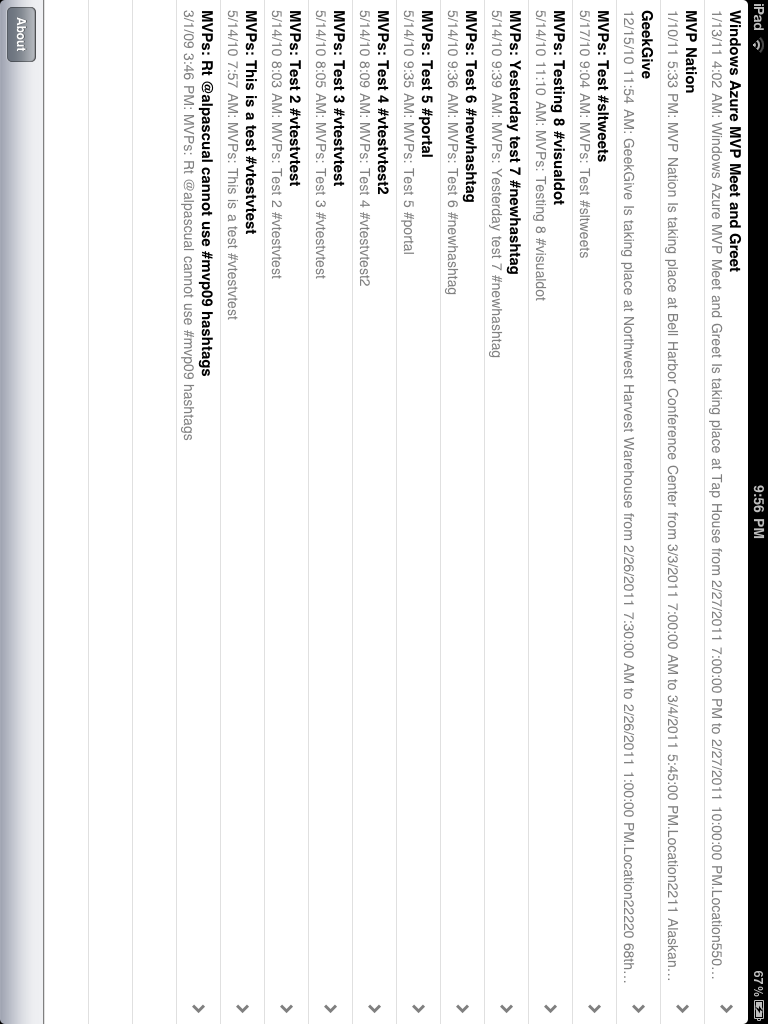 iPad 9:56 PM 67%
Windows Azure MVP Meet and Greet
1/13/11 4:02 AM: Windows Azure MVP Meet and Greet Is taking place at Tap House from 2/27/2011 7:00:00 PM to 2/27/2011 10:00:00 PM.Location550...
MVP Nation
1/10/11 5:33 PM: MVP Nation Is taking place at Bell Harbor Conference Center from 3/3/2011 7:00:00 AM to 3/4/2011 5:45:00 PM.Location2211 Alaskan...
GeekGive
12/15/10 11:54 AM: GeekGive Is taking place at Northwest Harvest Warehouse from 2/26/2011 7:30:00 AM to 2/26/2011 1:00:00 PM.Location22220 68th...
MVPs: Test #sltweets
5/17/10 9:04 AM: MVPs: Test #sltweets
MVPs: Testing 8 #visualdot
5/14/10 11:10 AM: MVPs: Testing 8 #visualdot
MVPs: Yesterday test 7 #newhashtag
5/14/10 9:39 AM: MVPs: Yesterday test 7 #newhashtag
MVPs: Test 6 #newhashtag
5/14/10 9:36 AM: MVPs: Test 6 #newhashtag
MVPs: Test 5 #portal
5/14/10 9:35 AM: MVPs: Test 5 #portal
MVPs: Test 4 #vtestvtest2
5/14/10 8:09 AM: MVPs: Test 4 #vtestvtest2
MVPs: Test 3 #vtestvtest
5/14/10 8:05 AM: MVPs: Test 3 #vtestvtest
MVPs: Test 2 #vtestvtest
5/14/10 8:03 AM: MVPs: Test 2 #vtestvtest
MVPs: This is a test #vtestvtest
5/14/10 7:57 AM: MVPs: This is a test #vtestvtest
MVPs: Rt @alpascual cannot use #mvp09 hashtags
3/1/09 3:46 PM: MVPs: Rt @alpascual cannot use #mvp09 hashtags
About